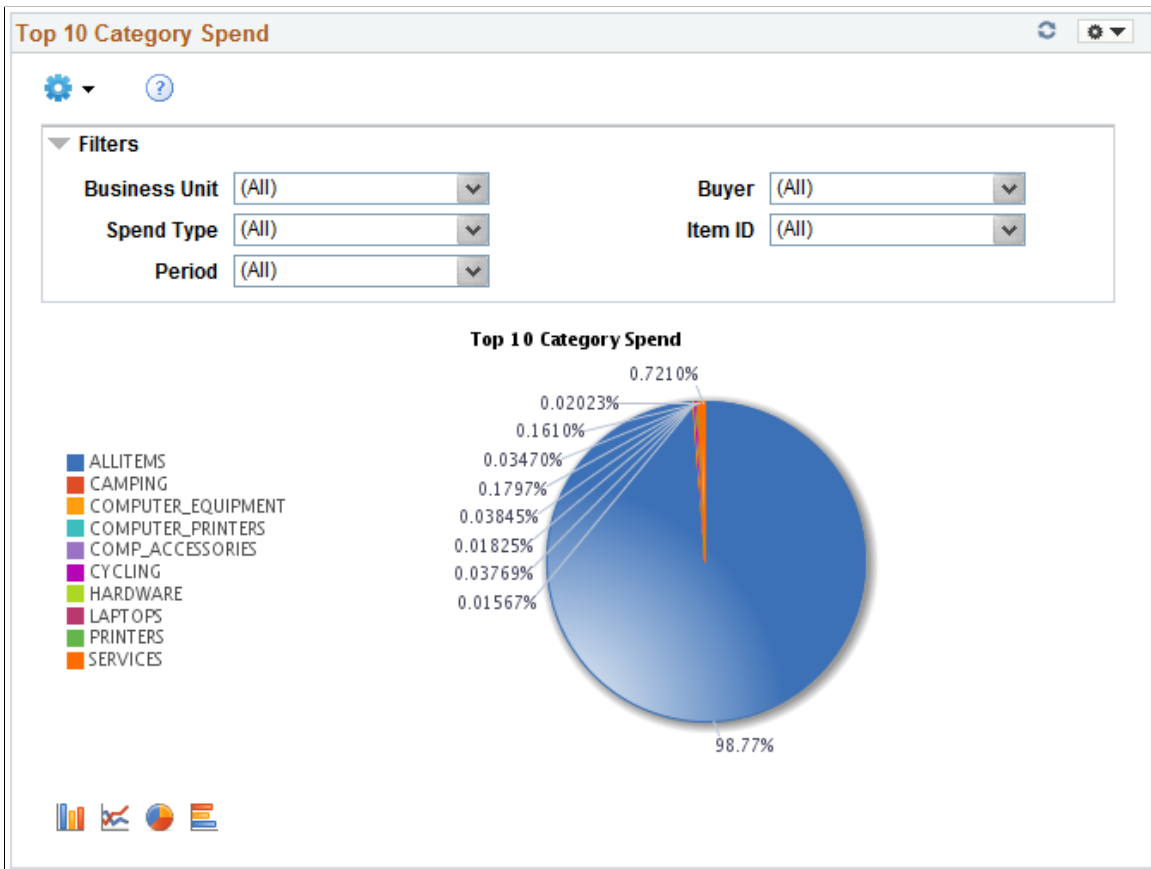 Top 10 Category Spend
?
Filters
Business Unit (All) Buyer (All)
Spend Type (All) Item ID (All)
Period (All)
Top 10 Category Spend
0.7210%
0.02023%
0.1610%
0.03470%
0.1797%
0.03845%
0.01825%
0.03769%
0.01567%
98.77%
ALLITEMS
CAMPING
COMPUTER_EQUIPMENT
COMPUTER_PRINTERS
COMP_ACCESSORIES
CYCLING
HARDWARE
LAPTOPS
PRINTERS
SERVICES